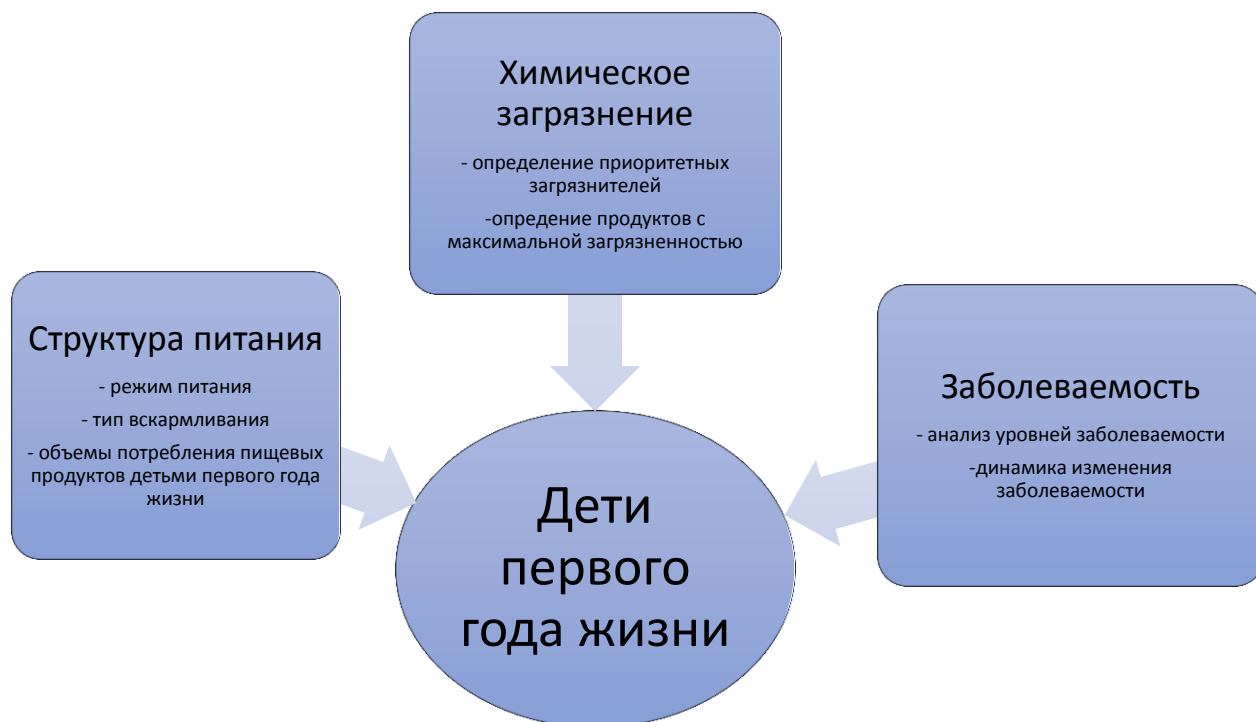 Химическое
загрязнение
- определение приоритетных
загрязнителей
-опредение продуктов с
максимальной загрязненностью
Структура питания
- режим питания
- тип вскармливания
- объемы потребления пищевых
продуктов детьми первого года
жизни
Заболеваемость
- анализ уровней заболеваемости
-динамика изменения
заболеваемости
Дети
первого
года жизни